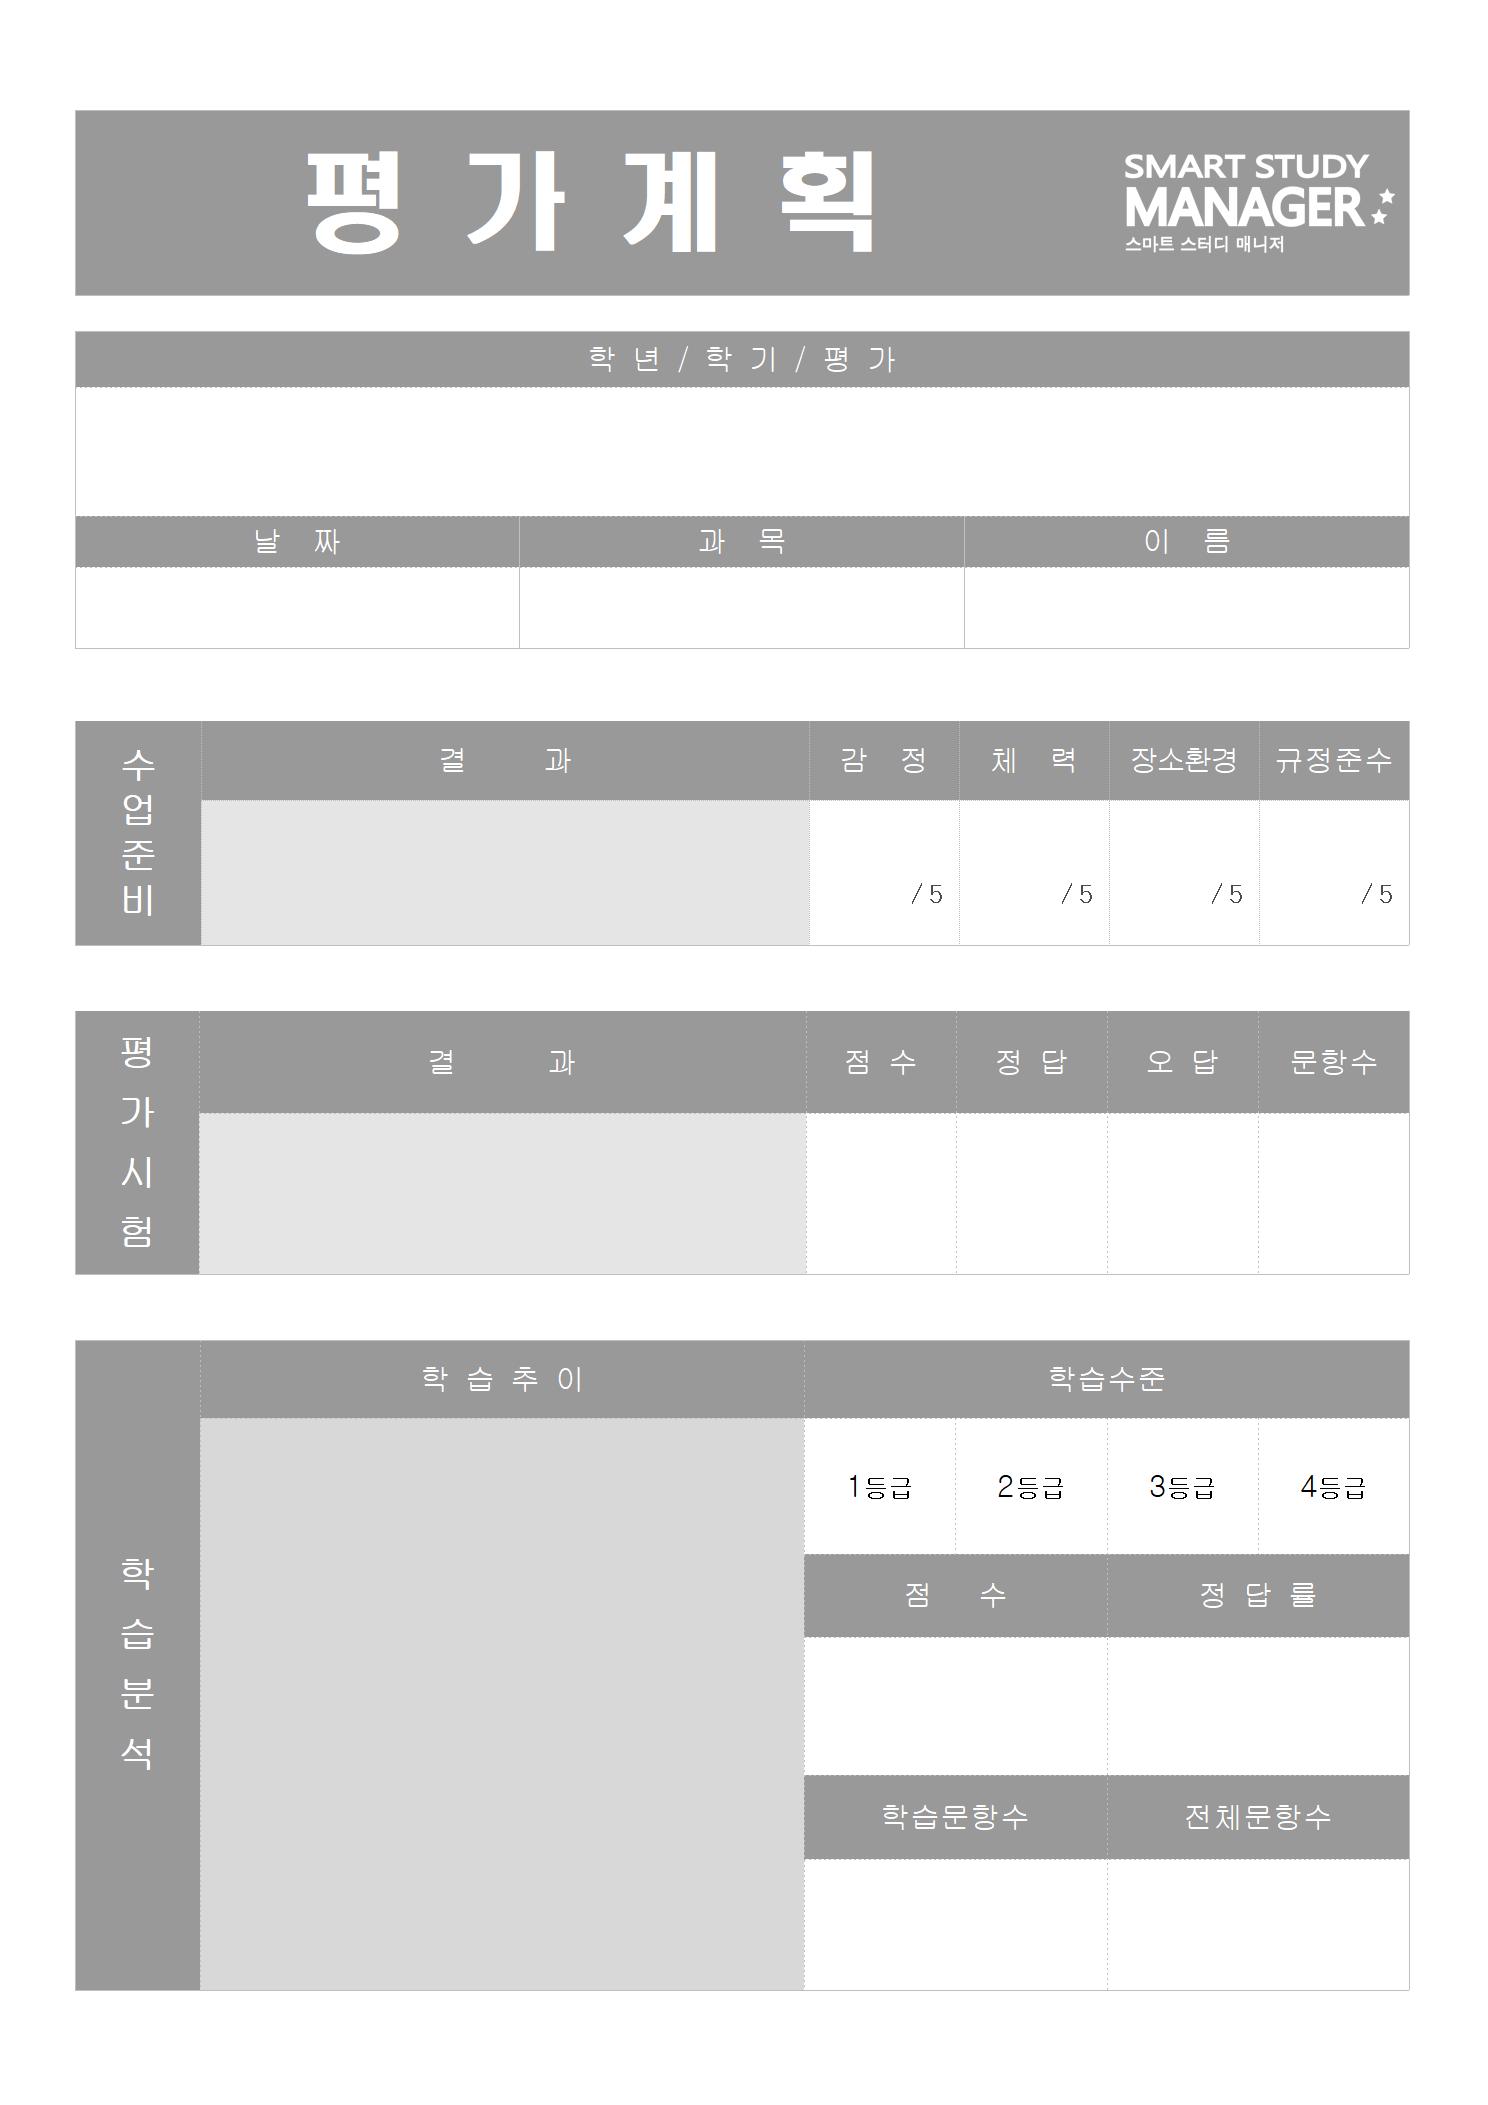 평 가 계 획
SMART STUDY
MANAGER
스마트 스터디 매니저
학 년 / 학 기 / 평 가
날 짜 과 목 이 름
수업준비
결 과 감 정 체 력 장소환경 규정준수
/5 /5 /5 /5
평가시험
결 과 점 수 정 답 오 답 문항수
학습분석
학 습 추 이 학습수준
1등급 2등급 3등급 4등급
점 수 정 답 률
학습문항수 전체문항수